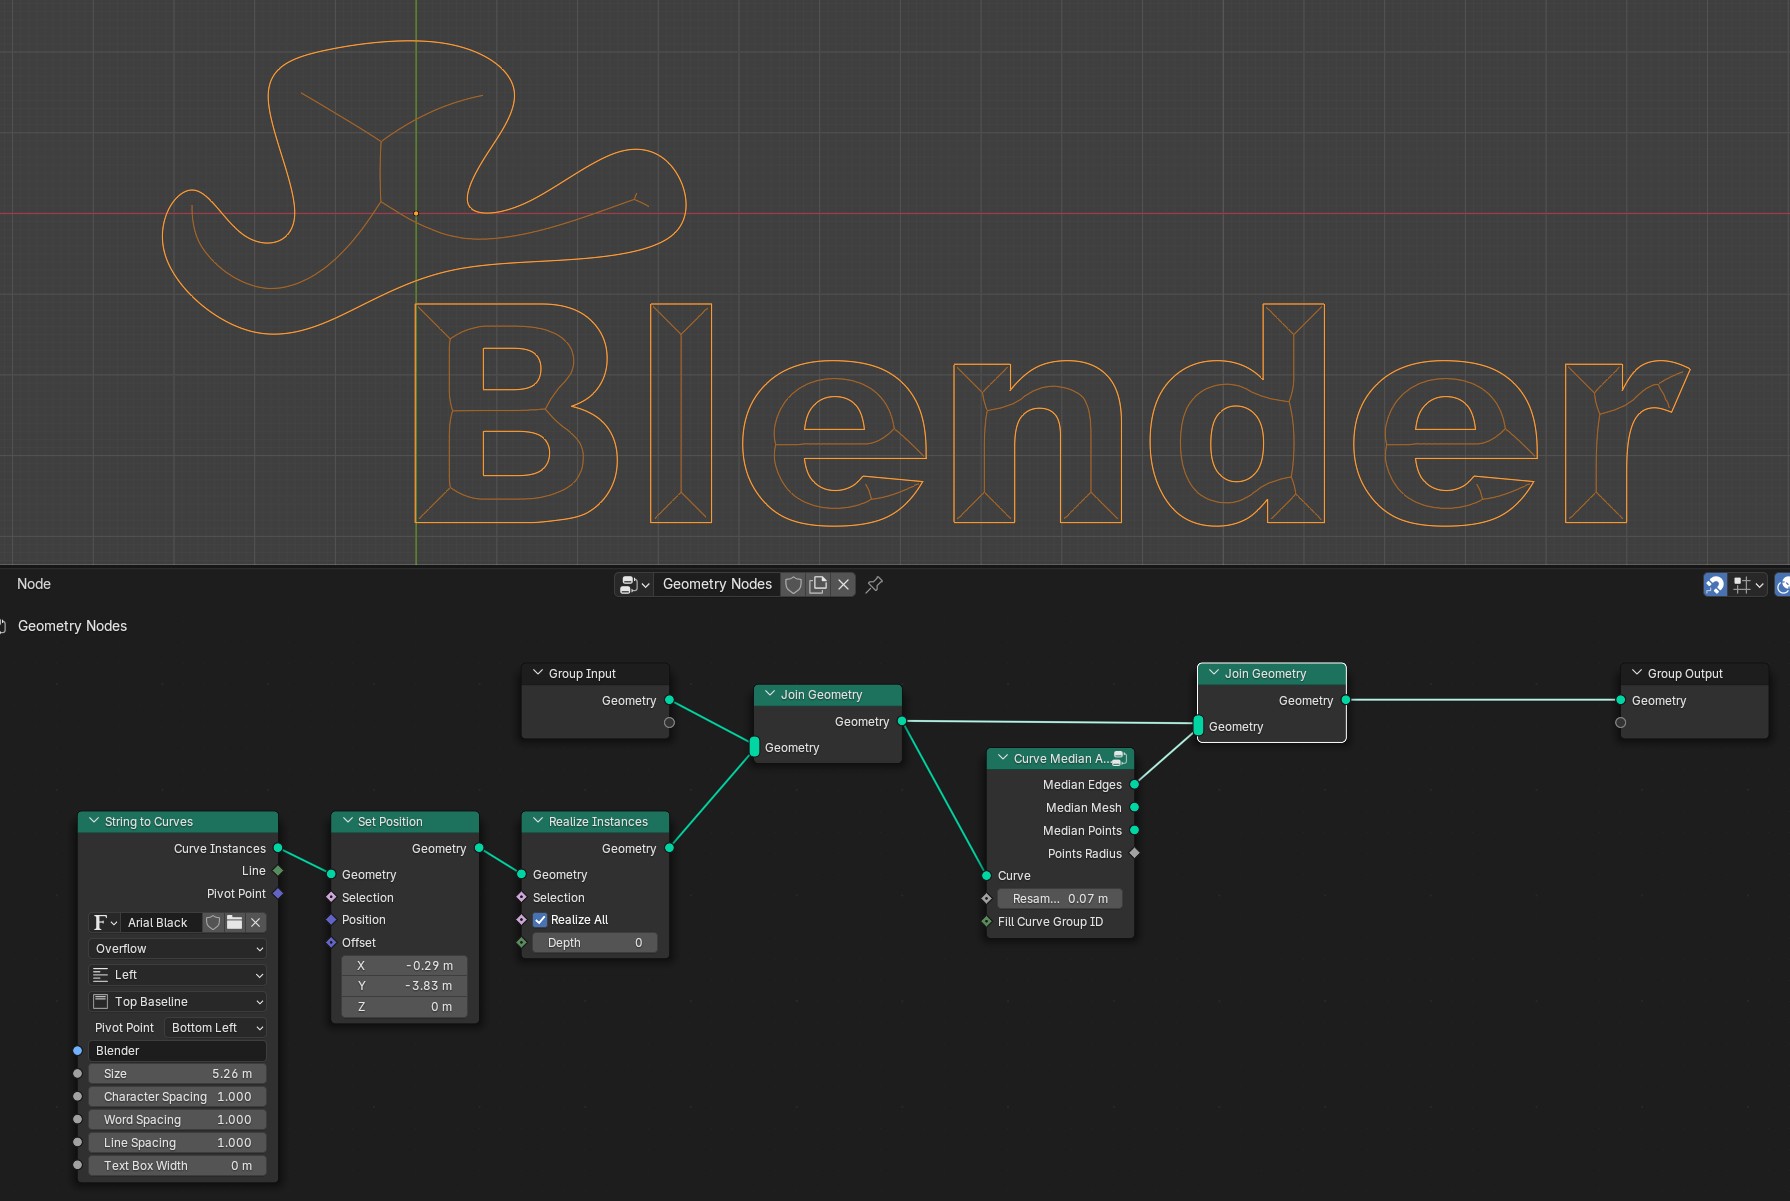 Blender
Node
Geometry Nodes
Geometry Nodes
Group Input
Geometry
Join Geometry
Geometry
Geometry
Join Geometry
Geometry
Geometry
Group Output
Geometry
Curve Median A...
Median Edges
Median Mesh
Median Points
Points Radius
Curve
Resam... 0.07 m
Fill Curve Group ID
String to Curves
Curve Instances
Line
Pivot Point
F Arial Black
Overflow
Left
Top Baseline
Pivot Point Bottom Left
Blender
Size 5.26 m
Character Spacing 1.000
Word Spacing 1.000
Line Spacing 1.000
Text Box Width 0 m
Set Position
Geometry
Geometry
Selection
Position
Offset
X -0.29 m
Y -3.83 m
Z 0 m
Realize Instances
Geometry
Geometry
Selection
Realize All
Depth 0